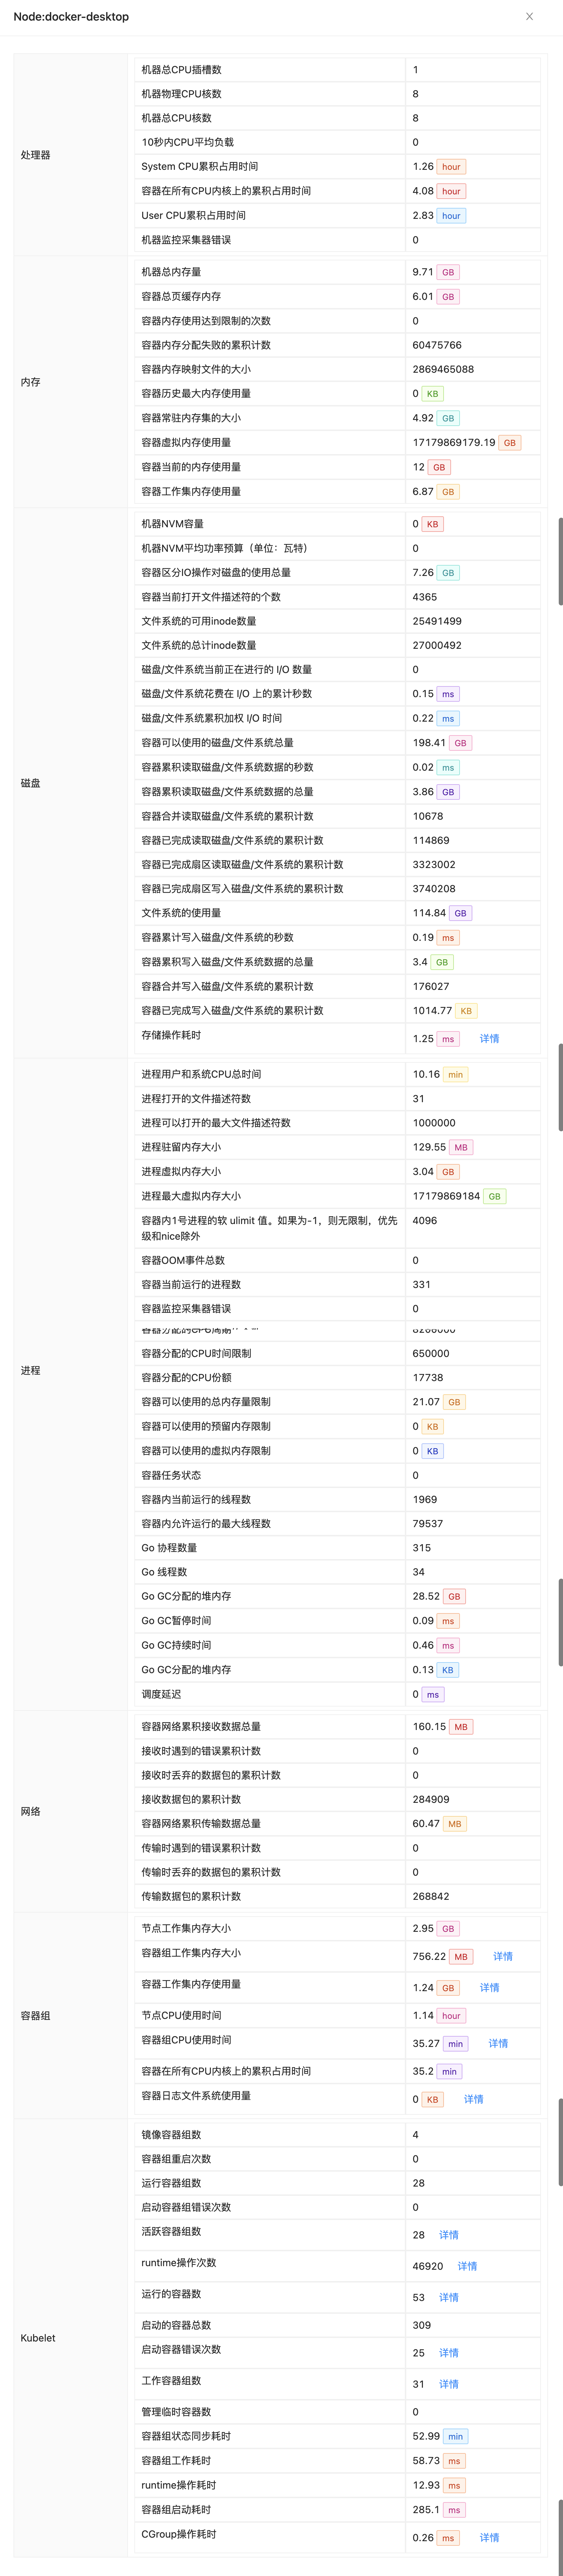 Node:docker-desktop
处理器
机器总CPU插槽数 1
机器物理CPU核数 8
机器总CPU核数 8
10秒内CPU平均负载 0
System CPU累积占用时间 1.26 hour
容器在所有CPU内核上的累积占用时间 4.08 hour
User CPU累积占用时间 2.83 hour
机器监控采集器错误 0
内存
机器总内存量 9.71 GB
容器总页缓存内存 6.01 GB
容器内存使用达到限制的次数 0
容器内存分配失败的累积计数 60475766
容器内存映射文件的大小 2869465088
容器历史最大内存使用量 0 KB
容器常驻内存集的大小 4.92 GB
容器虚拟内存使用量 17179869179.19 GB
容器当前的内存使用量 12 GB
容器工作集内存使用量 6.87 GB
磁盘
机器NVM容量 0 KB
机器NVM平均功率预算（单位：瓦特） 0
容器区分IO操作对磁盘的使用总量 7.26 GB
容器当前打开文件描述符的个数 4365
文件系统的可用inode数量 25491499
文件系统的总计inode数量 27000492
磁盘/文件系统当前正在进行的 I/O 数量 0
磁盘/文件系统花费在 I/O 上的累计秒数 0.15 ms
磁盘/文件系统累积加权 I/O 时间 0.22 ms
容器可以使用的磁盘/文件系统总量 198.41 GB
容器累积读取磁盘/文件系统数据的秒数 0.02 ms
容器累积读取磁盘/文件系统数据的总量 3.86 GB
容器合并读取磁盘/文件系统的累积计数 10678
容器已完成读取磁盘/文件系统的累积计数 114869
容器已完成扇区读取磁盘/文件系统的累积计数 3323002
容器已完成扇区写入磁盘/文件系统的累积计数 3740208
文件系统的使用量 114.84 GB
容器累计写入磁盘/文件系统的秒数 0.19 ms
容器累积写入磁盘/文件系统数据的总量 3.4 GB
容器合并写入磁盘/文件系统的累积计数 176027
容器已完成写入磁盘/文件系统的累积计数 1014.77 KB
存储操作耗时 1.25 ms 详情
进程
进程用户和系统CPU总时间 10.16 min
进程打开的文件描述符数 31
进程可以打开的最大文件描述符数 1000000
进程驻留内存大小 129.55 MB
进程虚拟内存大小 3.04 GB
进程最大虚拟内存大小 17179869184 GB
容器内1号进程的软 ulimit 值。如果为-1，则无限制，优先 4096
级和nice除外
容器OOM事件总数 0
容器当前运行的进程数 331
容器监控采集器错误 0
容器分配的CPU时间限制 650000
容器分配的CPU份额 17738
容器可以使用的总内存量限制 21.07 GB
容器可以使用的预留内存限制 0 KB
容器可以使用的虚拟内存限制 0 KB
容器任务状态 0
容器内当前运行的线程数 1969
容器内允许运行的最大线程数 79537
Go 协程数量 315
Go 线程数 34
Go GC分配的堆内存 28.52 GB
Go GC暂停时间 0.09 ms
Go GC持续时间 0.46 ms
Go GC分配的堆内存 0.13 KB
调度延迟 0 ms
网络
容器网络累积接收数据总量 160.15 MB
接收时遇到的错误累积计数 0
接收时丢弃的数据包的累积计数 0
接收数据包的累积计数 284909
容器网络累积传输数据总量 60.47 MB
传输时遇到的错误累积计数 0
传输时丢弃的数据包的累积计数 0
传输数据包的累积计数 268842
容器组
节点工作集内存大小 2.95 GB
容器组工作集内存大小 756.22 MB 详情
容器工作集内存使用量 1.24 GB 详情
节点CPU使用时间 1.14 hour
容器组CPU使用时间 35.27 min 详情
容器在所有CPU内核上的累积占用时间 35.2 min
容器日志文件系统使用量 0 KB 详情
Kubelet
镜像容器组数 4
容器组重启次数 0
运行容器组数 28
启动容器组错误次数 0
活跃容器组数 28 详情
runtime操作次数 46920 详情
运行的容器数 53 详情
启动的容器总数 309
启动容器错误次数 25 详情
工作容器组数 31 详情
管理临时容器数 0
容器组状态同步耗时 52.99 min
容器组工作耗时 58.73 ms
runtime操作耗时 12.93 ms
容器组启动耗时 285.1 ms
CGroup操作耗时 0.26 ms 详情